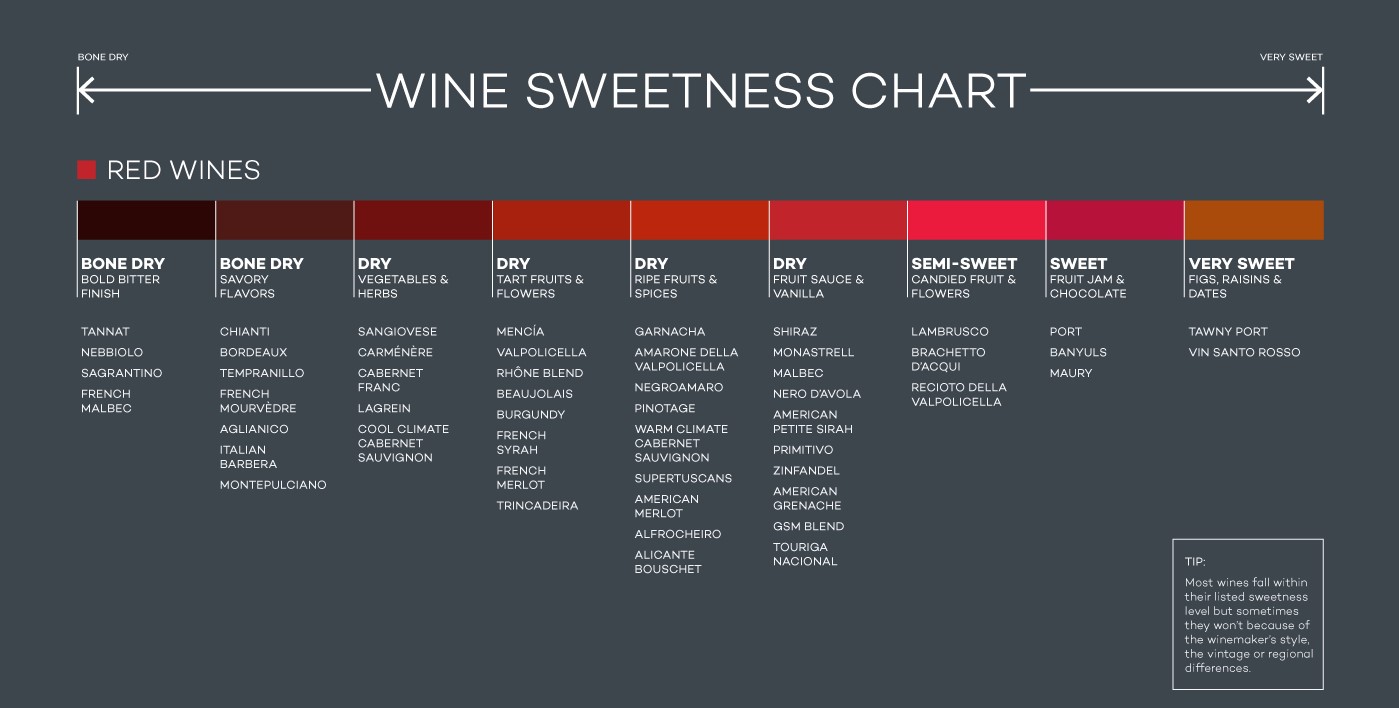 BONE DRY
VERY SWEET
WINE SWEETNESS CHART
RED WINES
BONE DRY
BOLD BITTER
FINISH
TANNAT
NEBBIOLO
SAGRANTINO
FRENCH
MALBEC
BONE DRY
SAVORY
FLAVORS
CHIANTI
BORDEAUX
TEMPRANILLO
FRENCH
MOURVÈDRE
AGLIANICO
ITALIAN
BARBERA
MONTEPULCIANO
DRY
VEGETABLES &
HERBS
SANGIOVESE
CARMÉNÈRE
CABERNET
FRANC
LAGREIN
COOL CLIMATE
CABERNET
SAUVIGNON
DRY
TART FRUITS &
FLOWERS
MENCÍA
VALPOLICELLA
RHÔNE BLEND
BEAUJOLAIS
BURGUNDY
FRENCH
SYRAH
FRENCH
MERLOT
TRINCADEIRA
DRY
RIPE FRUITS &
SPICES
GARNACHA
AMARONE DELLA
VALPOLICELLA
NEGROAMARO
PINOTAGE
WARM CLIMATE
CABERNET
SAUVIGNON
SUPERTUSCANS
AMERICAN
MERLOT
ALFROCHEIRO
ALICANTE
BOUSCHET
DRY
FRUIT SAUCE &
VANILLA
SHIRAZ
MONASTRELL
MALBEC
NERO D'AVOLA
AMERICAN
PETITE SIRAH
PRIMITIVO
ZINFANDEL
AMERICAN
GRENACHE
GSM BLEND
TOURIGA
NACIONAL
SEMI-SWEET
CANDIED FRUIT &
FLOWERS
LAMBRUSCO
BRACHETTO
D'ACQUI
RECIOTO DELLA
VALPOLICELLA
SWEET
FRUIT JAM &
CHOCOLATE
PORT
BANYULS
MAURY
VERY SWEET
FIGS, RAISINS &
DATES
TAWNY PORT
VIN SANTO ROSSO
TIP:
Most wines fall within
their listed sweetness
level but sometimes
they won't because of
the winemaker's style,
the vintage or regional
differences.